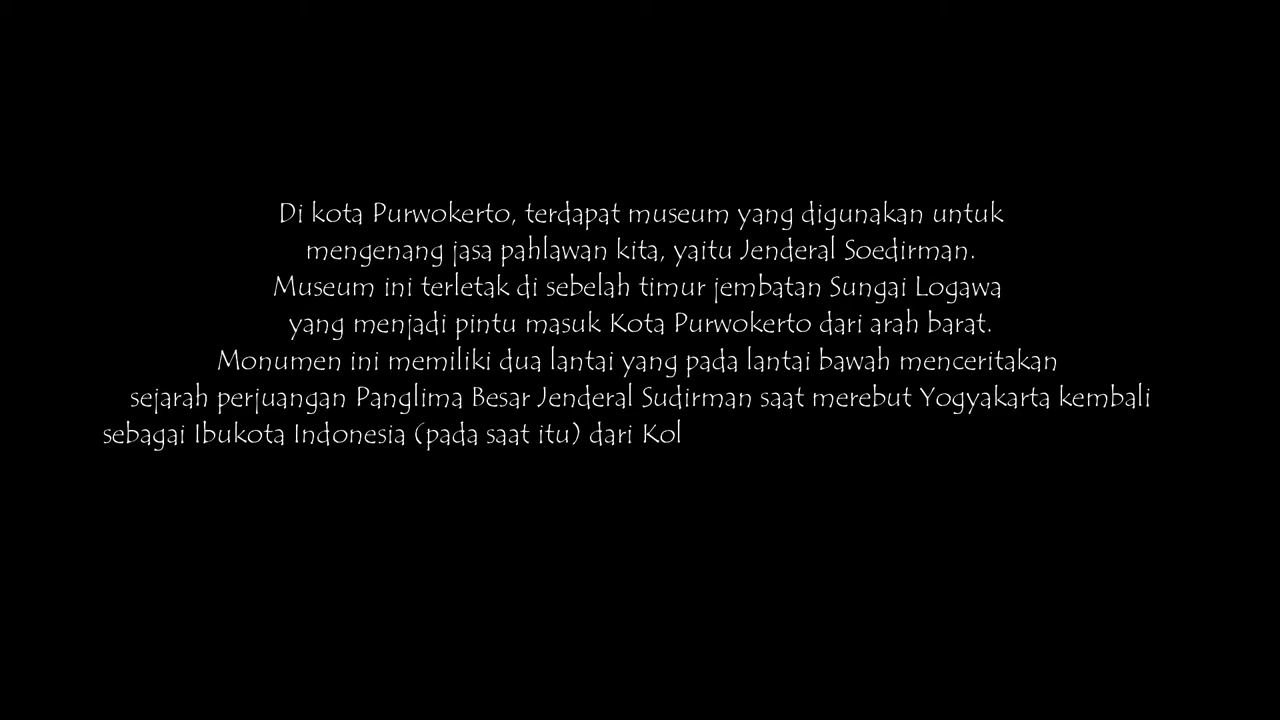 Di kota Purwokerto, terdapat museum yang digunakan untuk
mengenang jasa pahlawan kita, yaitu Jenderal Soedirman.
Museum ini terletak di sebelah timur jembatan Sungai Logawa
yang menjadi pintu masuk Kota Purwokerto dari arah barat.
Monumen ini memiliki dua lantai yang pada lantai bawah menceritakan
sejarah perjuangan Panglima Besar Jenderal Sudirman saat merebut Yogyakarta kembali
sebagai Ibukota Indonesia (pada saat itu) dari Kol